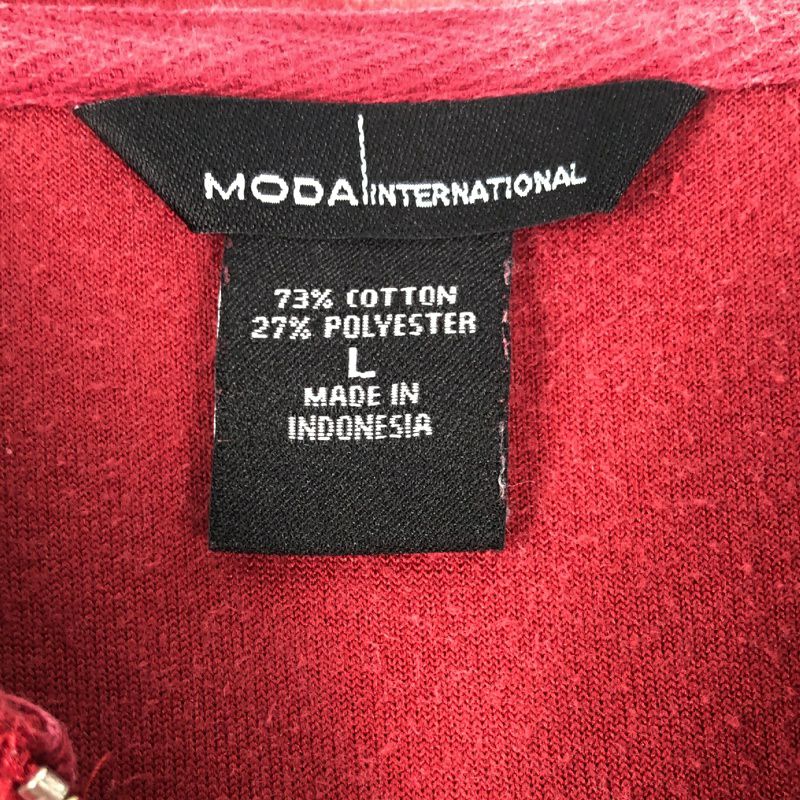 MODA INTERNATIONAL
73% COTTON
27% POLYESTER
L
MADE IN
INDONESIA